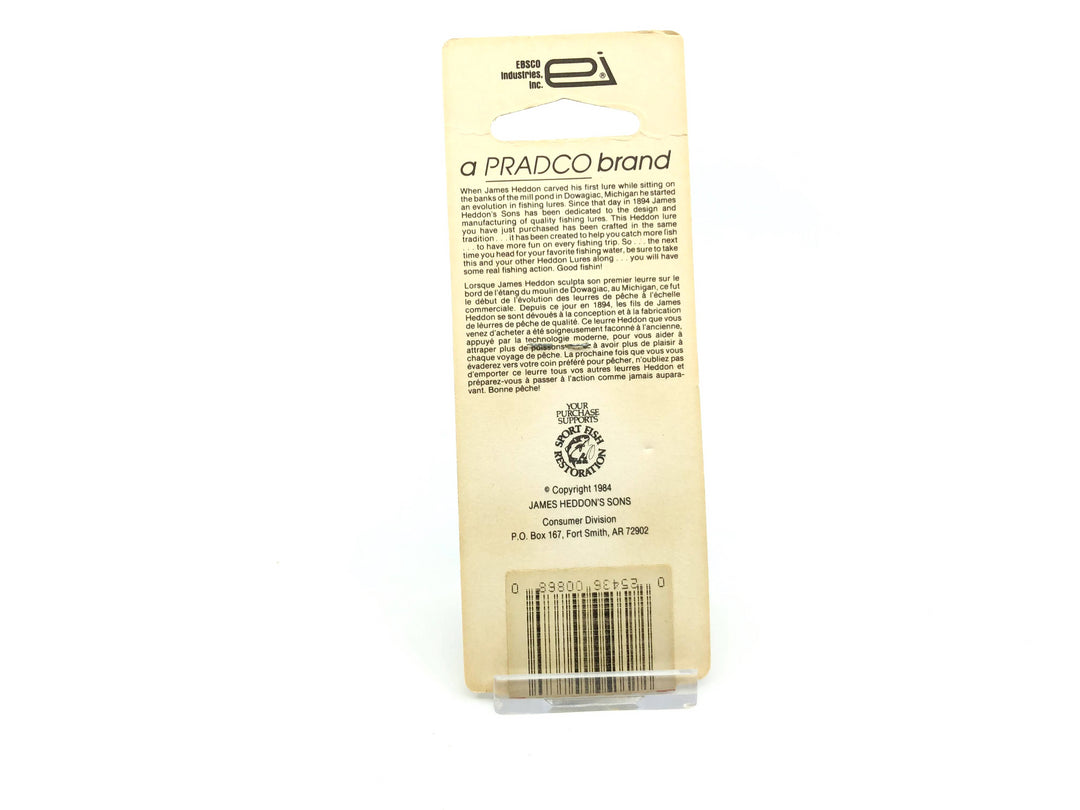 EBSCO
Industries,
Inc.
ei®
a PRADCO brand
When James Heddon carved his first lure while sitting on
the banks of the mill pond in Dowagiac, Michigan he started
an evolution in fishing lures. Since that day in 1894 James
Heddon's Sons has been dedicated to the design and
manufacturing of quality fishing lures. This Heddon lure
you have just purchased has been crafted in the same
tradition . . . it has been created to help you catch more fish
. . . to have more fun on every fishing trip. So . . . the next
time you head for your favorite fishing water, be sure to take
this and your other Heddon Lures along . . . you will have
some real fishing action. Good fishin!
Lorsque James Heddon sculpta son premier leurre sur le
bord de l'étang du moulin de Dowagiac, au Michigan, ce fut
le début de l'évolution des leurres de pêche à l'échelle
commerciale. Depuis ce jour en 1894, les fils de James
Heddon se sont dévoués à la conception et à la fabrication
de léurres de pêche de qualité. Ce leurre Heddon que vous
venez d'acheter a été soigneusement faconné à l'ancienne,
appuyé par la technologie moderne, pour vous aider à
attraper plus de poissons à avoir plus de plaisir à
chaque voyage de pêche. La prochaine fois que vous vous
évaderez vers votre coin préféré pour pêcher, n'oubliez pas
d'emporter ce leurre tous vos autres leurres Heddon et
préparez-vous à passer à l'action comme jamais aupara-
vant. Bonne pêche!
YOUR
PURCHASE
SUPPORTS
SPORT FISH
RESTORATION
© Copyright 1984
JAMES HEDDON'S SONS
Consumer Division
P.O. Box 167, Fort Smith, AR 72902
0 25436 00868 0